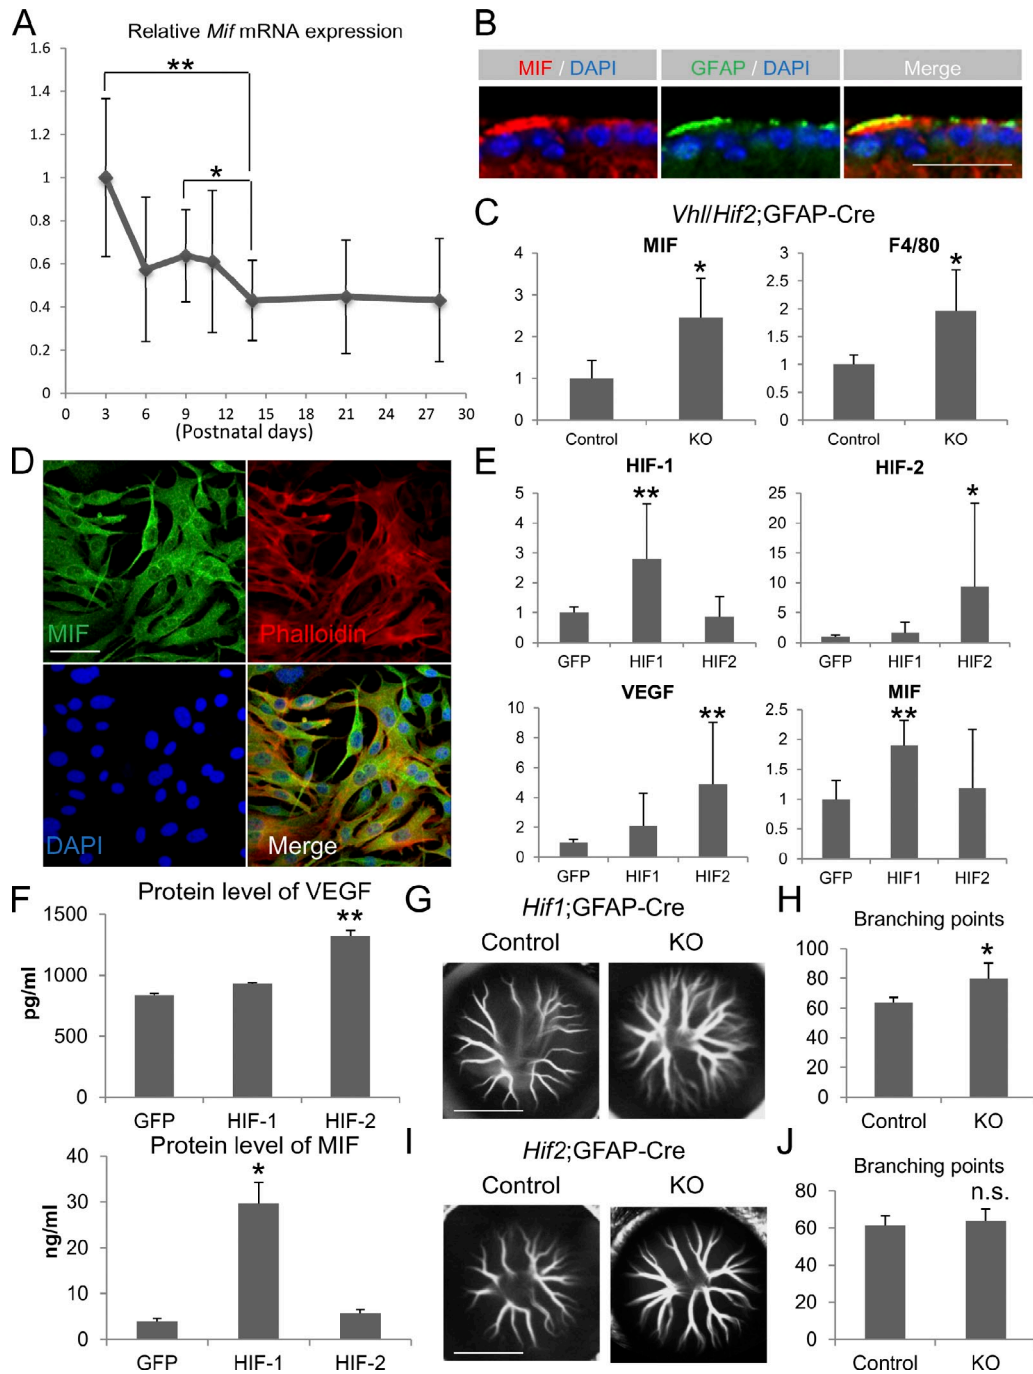 A
Relative Mif mRNA expression
1.6
1.4
1.2
1
0.8
0.6
0.4
0.2
0
**
*
0 3 6 9 12 15 18 21 24 27 30
(Postnatal days)
B
MIF / DAPI
GFAP / DAPI
Merge
C
Vhl/Hif2;GFAP-Cre
MIF
4
3
2
1
0
*
Control KO
F4/80
3
2.5
2
1.5
1
0.5
0
*
Control KO
D
MIF
Phalloidin
DAPI
Merge
E
HIF-1
5
4
3
2
1
0
**
GFP HIF1 HIF2
HIF-2
25
20
15
10
5
0
*
GFP HIF1 HIF2
VEGF
10
8
6
4
2
0
**
GFP HIF1 HIF2
MIF
2.5
2
1.5
1
0.5
0
**
GFP HIF1 HIF2
F
Protein level of VEGF
1500
1000
500
0
pg/ml
**
GFP HIF-1 HIF-2
Protein level of MIF
40
30
20
10
0
ng/ml
*
GFP HIF-1 HIF-2
G
Hif1;GFAP-Cre
Control KO
H
Branching points
100
80
60
40
20
0
*
Control KO
I
Hif2;GFAP-Cre
Control KO
J
Branching points
80
60
40
20
0
n.s.
Control KO